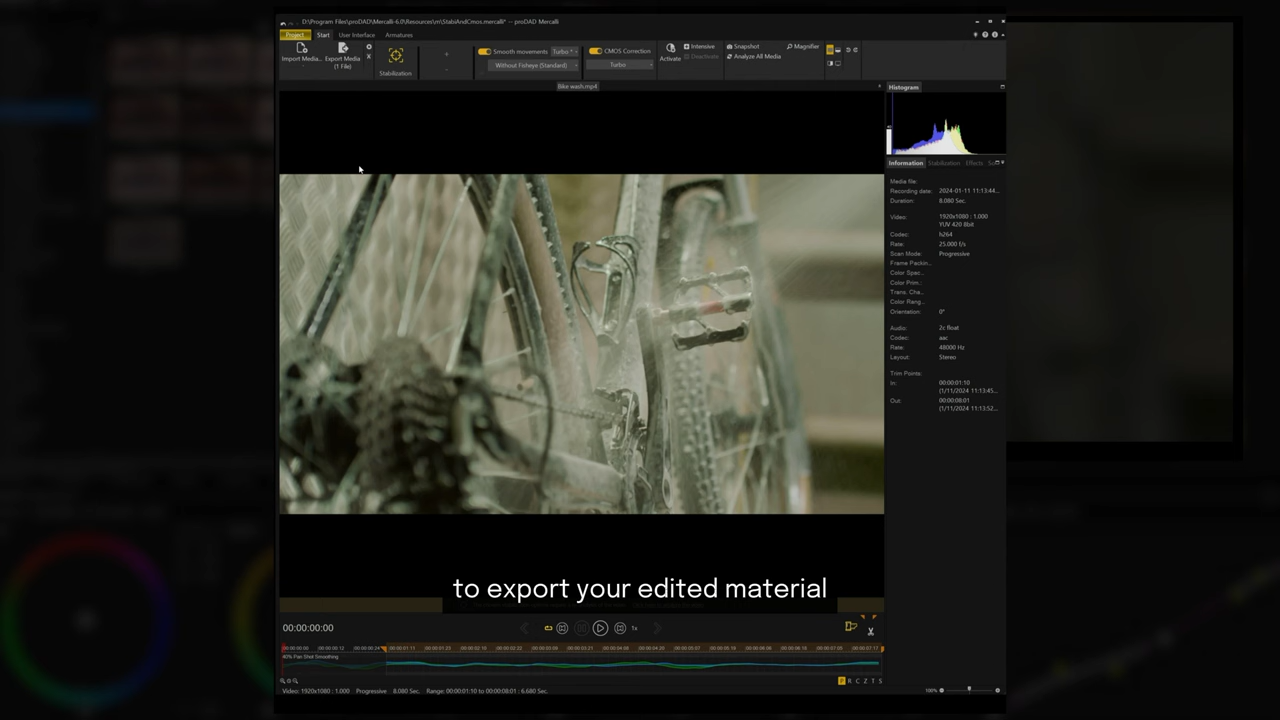 D:\Program Files\proDAD\Mercalli-6.0\Resources\m\StabiAndCmos.mercalli* -- proDAD Mercalli
Project Start User Interface Armatures
Import Media...
Export Media
(1 File)
Stabilization
Smooth movements Turbo *
Without Fisheye (Standard)
CMOS Correction
Turbo
Activate
Intensive
Deactivate
Snapshot
Magnifier
Analyze All Media
Bike wash.mp4
Histogram
Information Stabilization Effects
Media file:
Recording date: 2024-01-11 11:13:44...
Duration: 8.080 Sec.
Video: 1920x1080 : 1.000
YUV 420 8bit
Codec: h264
Rate: 25.000 f/s
Scan Mode: Progressive
Frame Packin...
Color Spac...
Color Prim.:
Trans. Cha...
Color Rang...
Orientation: 0°
Audio: 2c float
Codec: aac
Rate: 48000 Hz
Layout: Stereo
Trim Points:
In: 00:00:01:10
(1/11/2024 11:13:45...
Out: 00:00:08:01
(1/11/2024 11:13:52...
to export your edited material
00:00:00:00
1x
40% Pan Shot Smoothing
P R C Z T S
Video: 1920x1080 : 1.000 Progressive 8.080 Sec. Range: 00:00:01:10 to 00:00:08:01 : 6.680 Sec.
100%